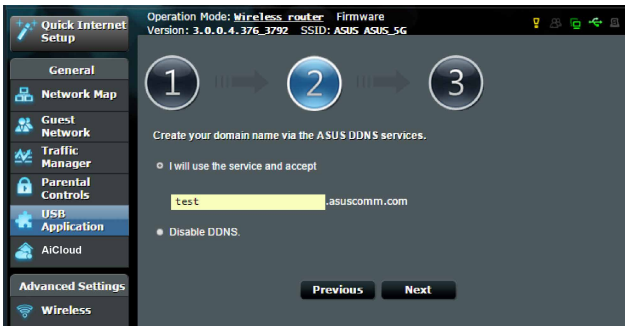 Quick Internet
Setup
General
Network Map
Guest
Network
Traffic
Manager
Parental
Controls
USB
Application
AiCloud
Advanced Settings
Wireless
Operation Mode: Wireless router Firmware
Version: 3.0.0.4.376_3792 SSID: ASUS ASUS_5G
1
2
3
Create your domain name via the ASUS DDNS services.
I will use the service and accept
test .asuscomm.com
Disable DDNS.
Previous Next